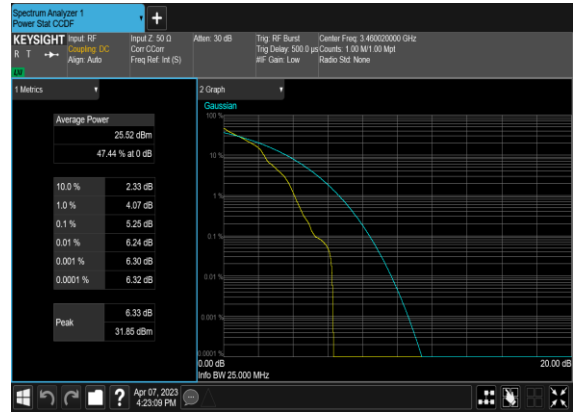 Spectrum Analyzer 1
Power Stat CCDF
KEYSIGHT
R T
LXI
Input: RF
Coupling: DC
Align: Auto
Input Z: 50 Ω
Corr CCorr
Freq Ref: Int (S)
Atten: 30 dB
Trig: RF Burst
Trig Delay: 500.0 µs
#IF Gain: Low
Center Freq: 3.460020000 GHz
Counts: 1.00 M/1.00 Mpt
Radio Std: None
1 Metrics
Average Power
25.52 dBm
47.44 % at 0 dB
10.0 % 2.33 dB
1.0 % 4.07 dB
0.1 % 5.25 dB
0.01 % 6.24 dB
0.001 % 6.30 dB
0.0001 % 6.32 dB
Peak
6.33 dB
31.85 dBm
2 Graph
Gaussian
100 %
10 %
1 %
0.1 %
0.01 %
0.001 %
0.0001 %
0.00 dB
20.00 dB
Info BW 25.000 MHz
?
Apr 07, 2023
4:23:09 PM